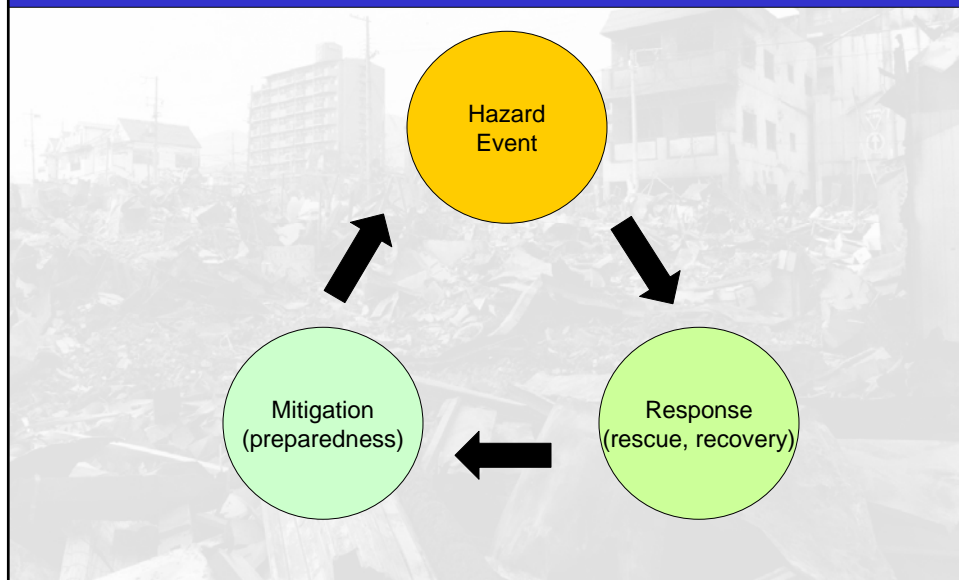 Hazard
Event
Mitigation
(preparedness)
Response
(rescue, recovery)